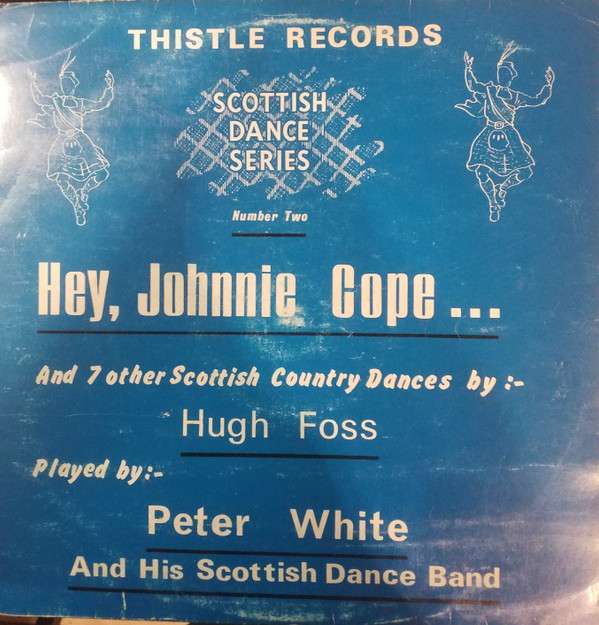 THISTLE RECORDS
SCOTTISH
DANCE
SERIES
Number Two
Hey, Johnnie Cope ...
And 7 other Scottish Country Dances by :-
Hugh Foss
Played by:-
Peter White
And His Scottish Dance Band